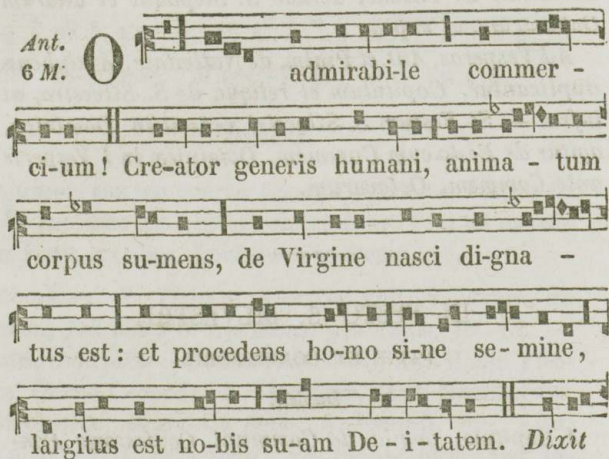 Ant.
6 M. O
admirabi-le commer -
ci-um! Cre-ator generis humani, anima - tum
corpus su-mens, de Virgine nasci di-gna -
tus est: et procedens ho-mo si-ne se-mine,
largitus est no-bis su-am De-i-tatem. Dixit